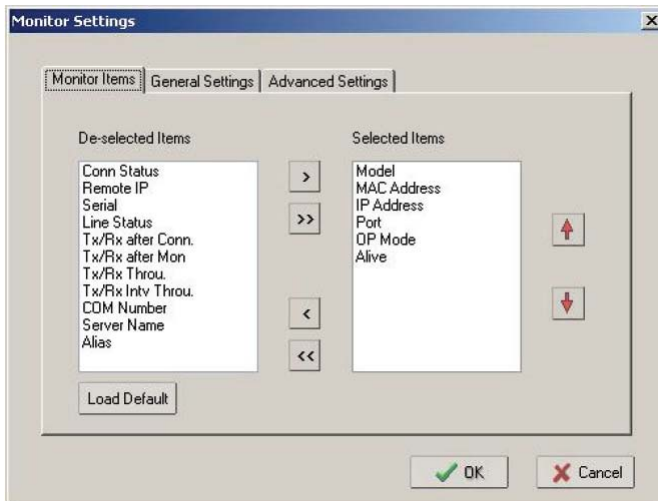 Monitor Settings
Monitor Items
General Settings
Advanced Settings
De-selected Items
Conn Status
Remote IP
Serial
Line Status
Tx/Rx after Conn.
Tx/Rx after Mon
Tx/Rx Throu.
Tx/Rx Intv Throu.
COM Number
Server Name
Alias
>
>>
<
<<
Load Default
Selected Items
Model
MAC Address
IP Address
Port
OP Mode
Alive
OK
Cancel